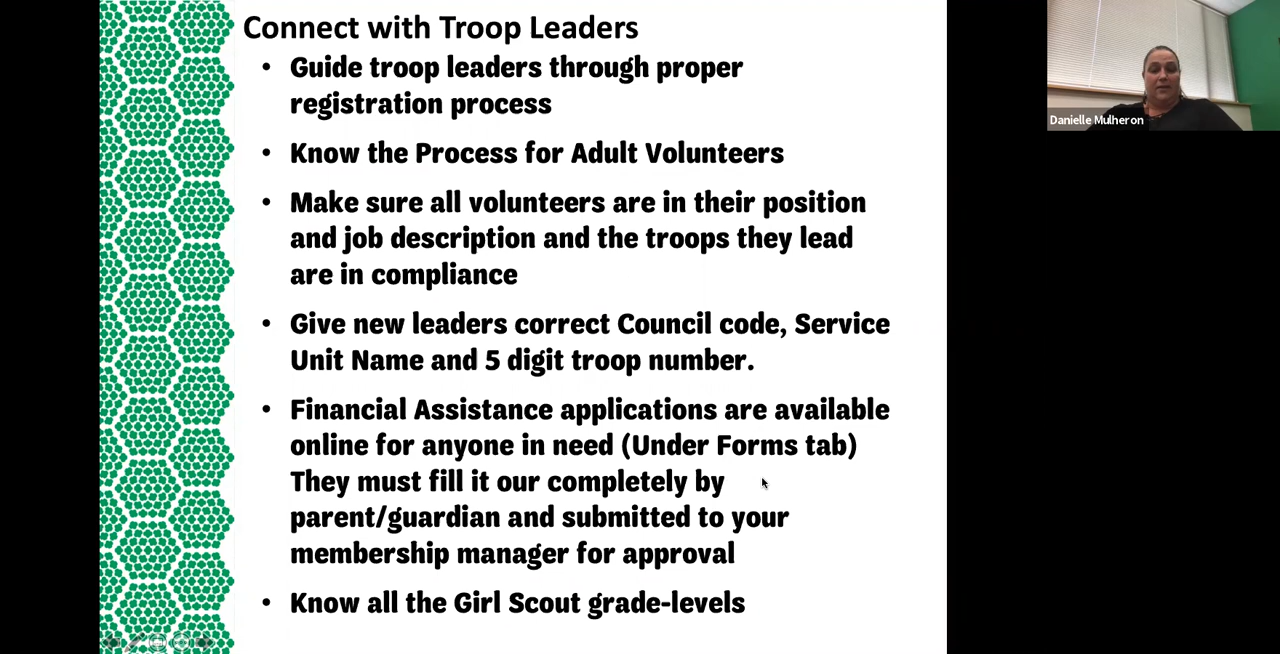 Connect with Troop Leaders
• Guide troop leaders through proper
registration process
• Know the Process for Adult Volunteers
• Make sure all volunteers are in their position
and job description and the troops they lead
are in compliance
• Give new leaders correct Council code, Service
Unit Name and 5 digit troop number.
• Financial Assistance applications are available
online for anyone in need (Under Forms tab)
They must fill it our completely by
parent/guardian and submitted to your
membership manager for approval
• Know all the Girl Scout grade-levels
Danielle Mulheron